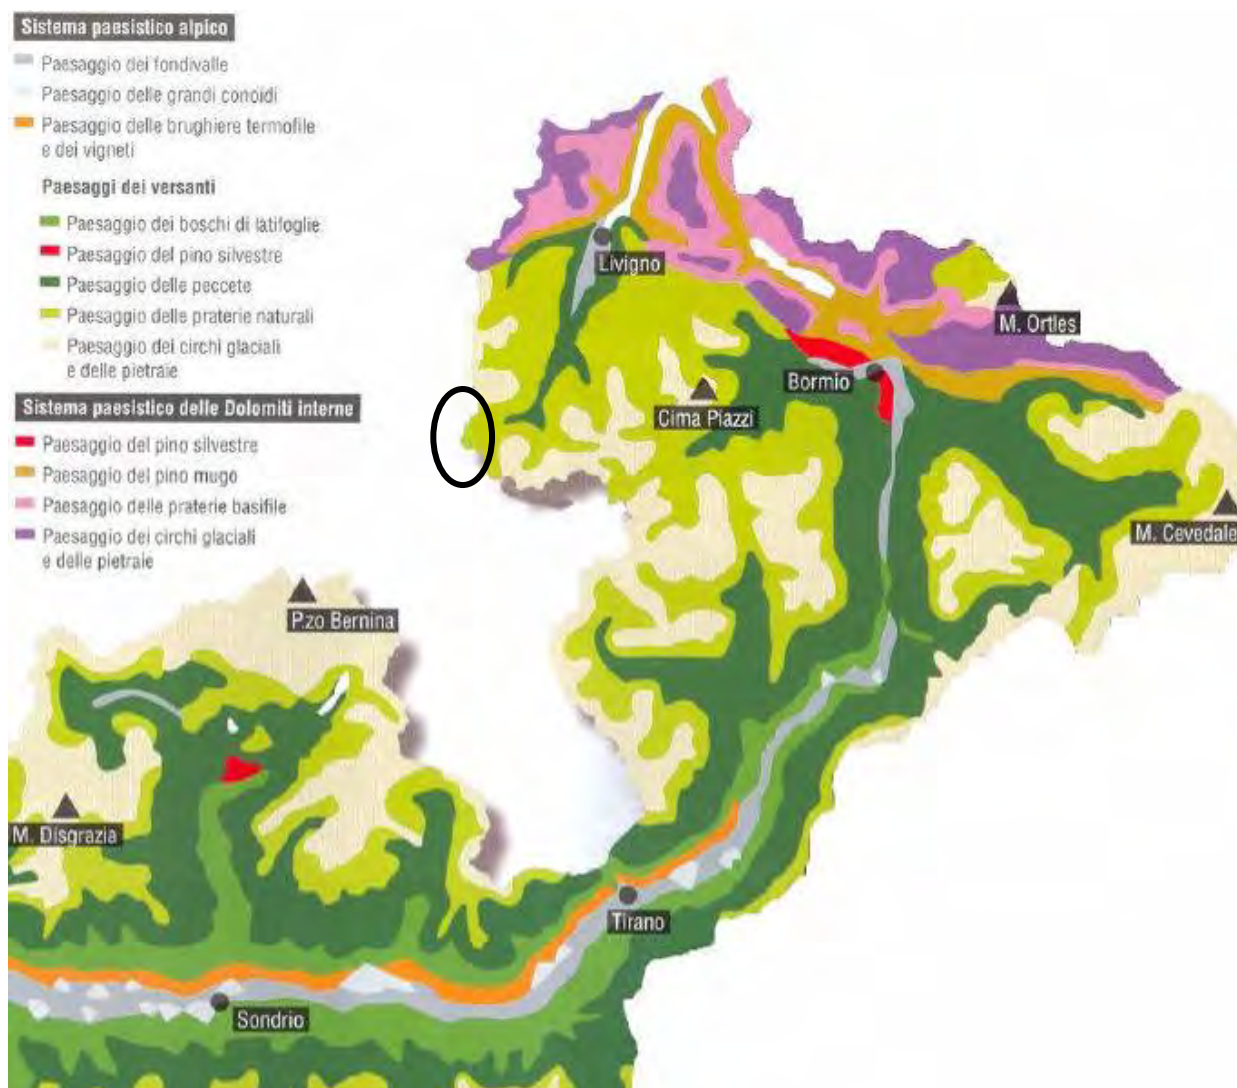 Sistema paesistico alpico
Paesaggio dei fondivalle
Paesaggio delle grandi conoidi
Paesaggio delle brughiere termofile
e dei vigneti
Paesaggi dei versanti
Paesaggio dei boschi di latifoglie
Paesaggio del pino silvestre
Paesaggio delle peccete
Paesaggio delle praterie naturali
Paesaggio dei circhi glaciali
e delle pietraie
Sistema paesistico delle Dolomiti interne
Paesaggio del pino silvestre
Paesaggio del pino mugo
Paesaggio delle praterie basifile
Paesaggio dei circhi glaciali
e delle pietraie
Livigno
M. Ortles
Bormio
Cima Piazzi
M. Cevedale
P.zo Bernina
M. Disgrazia
Tirano
Sondrio